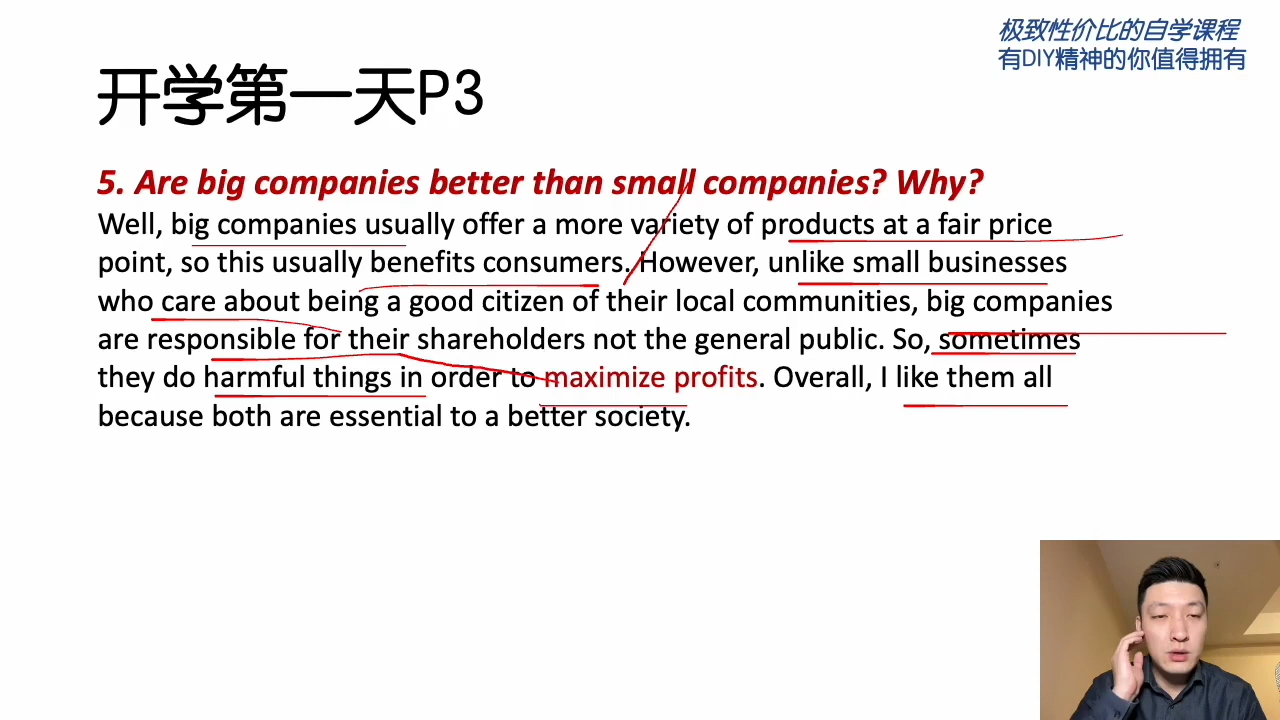 极致性价比的自学课程
有DIY精神的你值得拥有
开学第一天P3
5. Are big companies better than small companies? Why?
Well, big companies usually offer a more variety of products at a fair price
point, so this usually benefits consumers. However, unlike small businesses
who care about being a good citizen of their local communities, big companies
are responsible for their shareholders not the general public. So, sometimes
they do harmful things in order to maximize profits. Overall, I like them all
because both are essential to a better society.